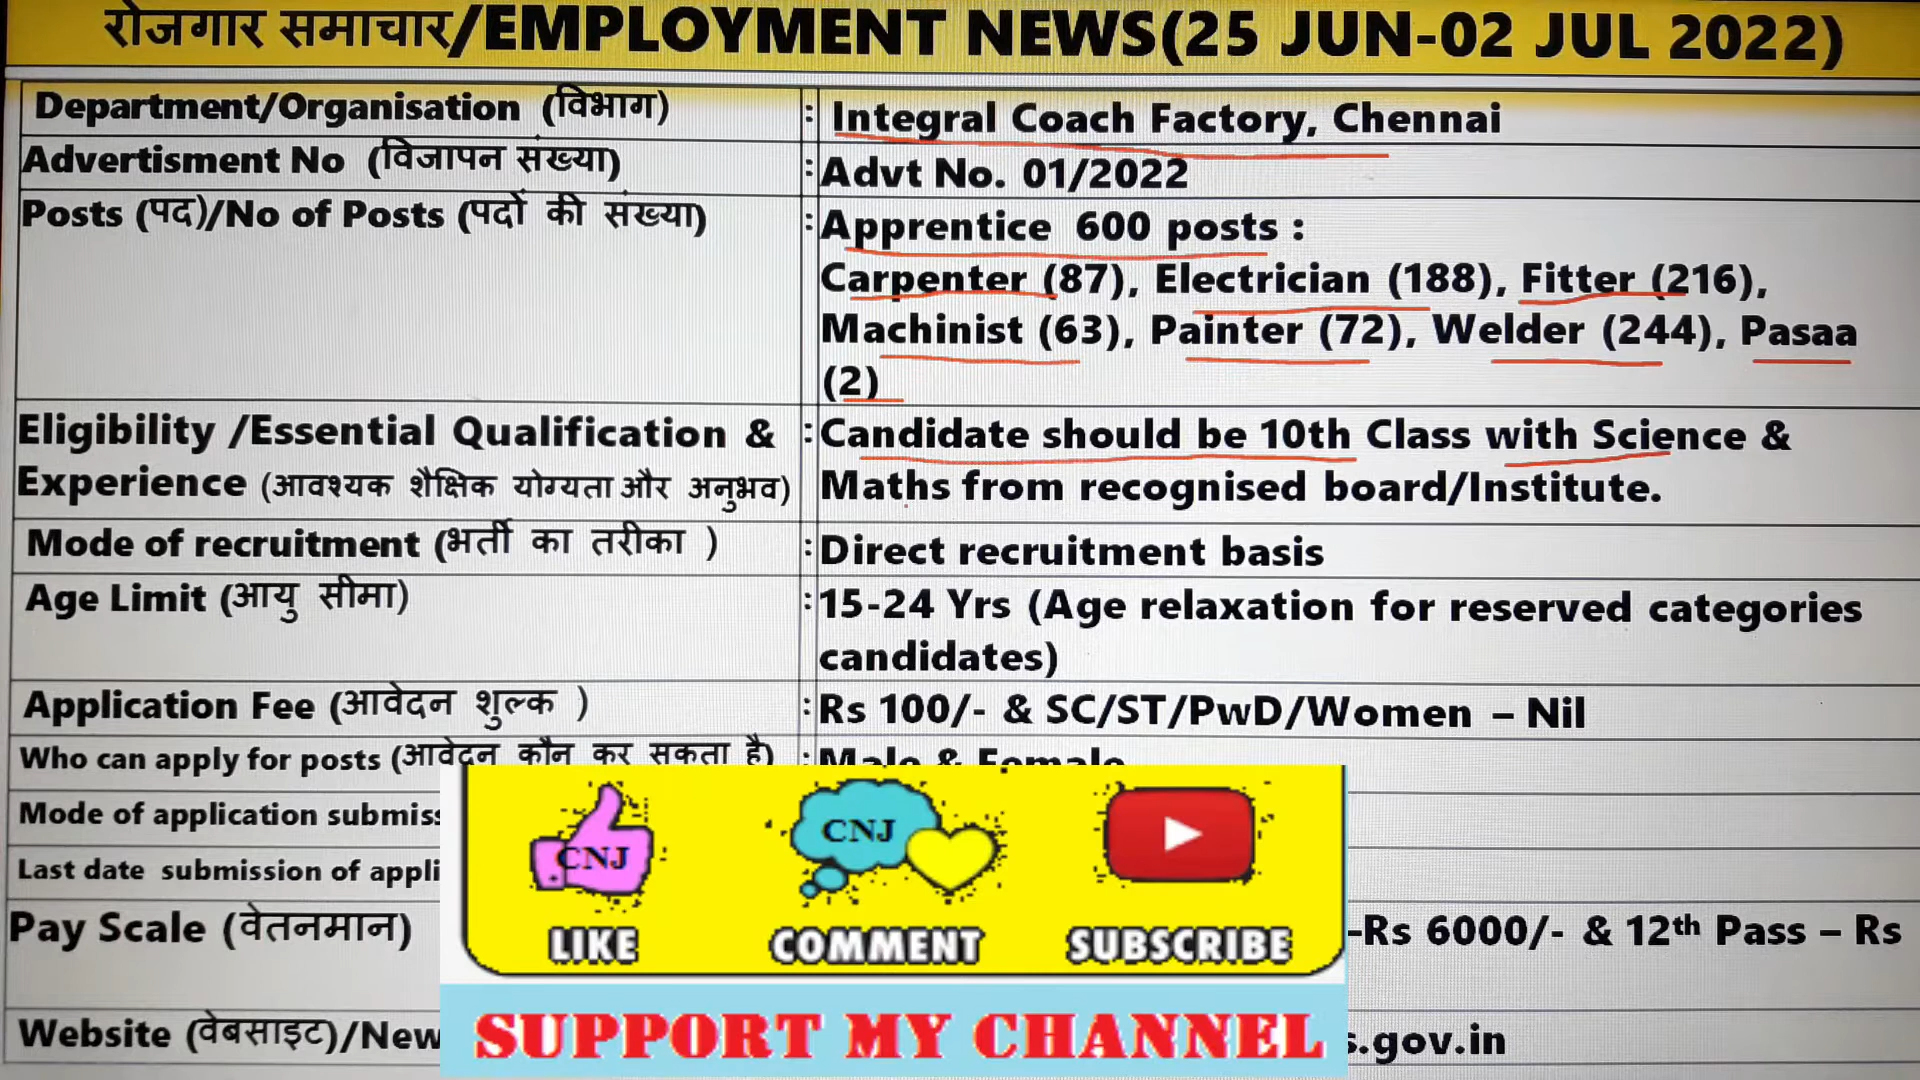 रोजगार समाचार/EMPLOYMENT NEWS(25 JUN-02 JUL 2022)
Department/Organisation (विभाग) : Integral Coach Factory, Chennai
Advertisment No (विज्ञापन संख्या) : Advt No. 01/2022
Posts (पद)/No of Posts (पदों की संख्या) : Apprentice 600 posts :
Carpenter (87), Electrician (188), Fitter (216),
Machinist (63), Painter (72), Welder (244), Pasaa
(2)
Eligibility /Essential Qualification & : Candidate should be 10th Class with Science &
Experience (आवश्यक शैक्षिक योग्यता और अनुभव) Maths from recognised board/Institute.
Mode of recruitment (भर्ती का तरीका ) : Direct recruitment basis
Age Limit (आयु सीमा) : 15-24 Yrs (Age relaxation for reserved categories
candidates)
Application Fee (आवेदन शुल्क ) : Rs 100/- & SC/ST/PwD/Women – Nil
Who can apply for posts (आवेदन कौन कर सकता है) : Male & Female
Mode of application
Last date submission of
Pay Scale (वेतनमान) -Rs 6000/- & 12th Pass – Rs
Website (वेबसाइट)/New .gov.in
CNJ CNJ
LIKE COMMENT SUBSCRIBE
SUPPORT MY CHANNEL